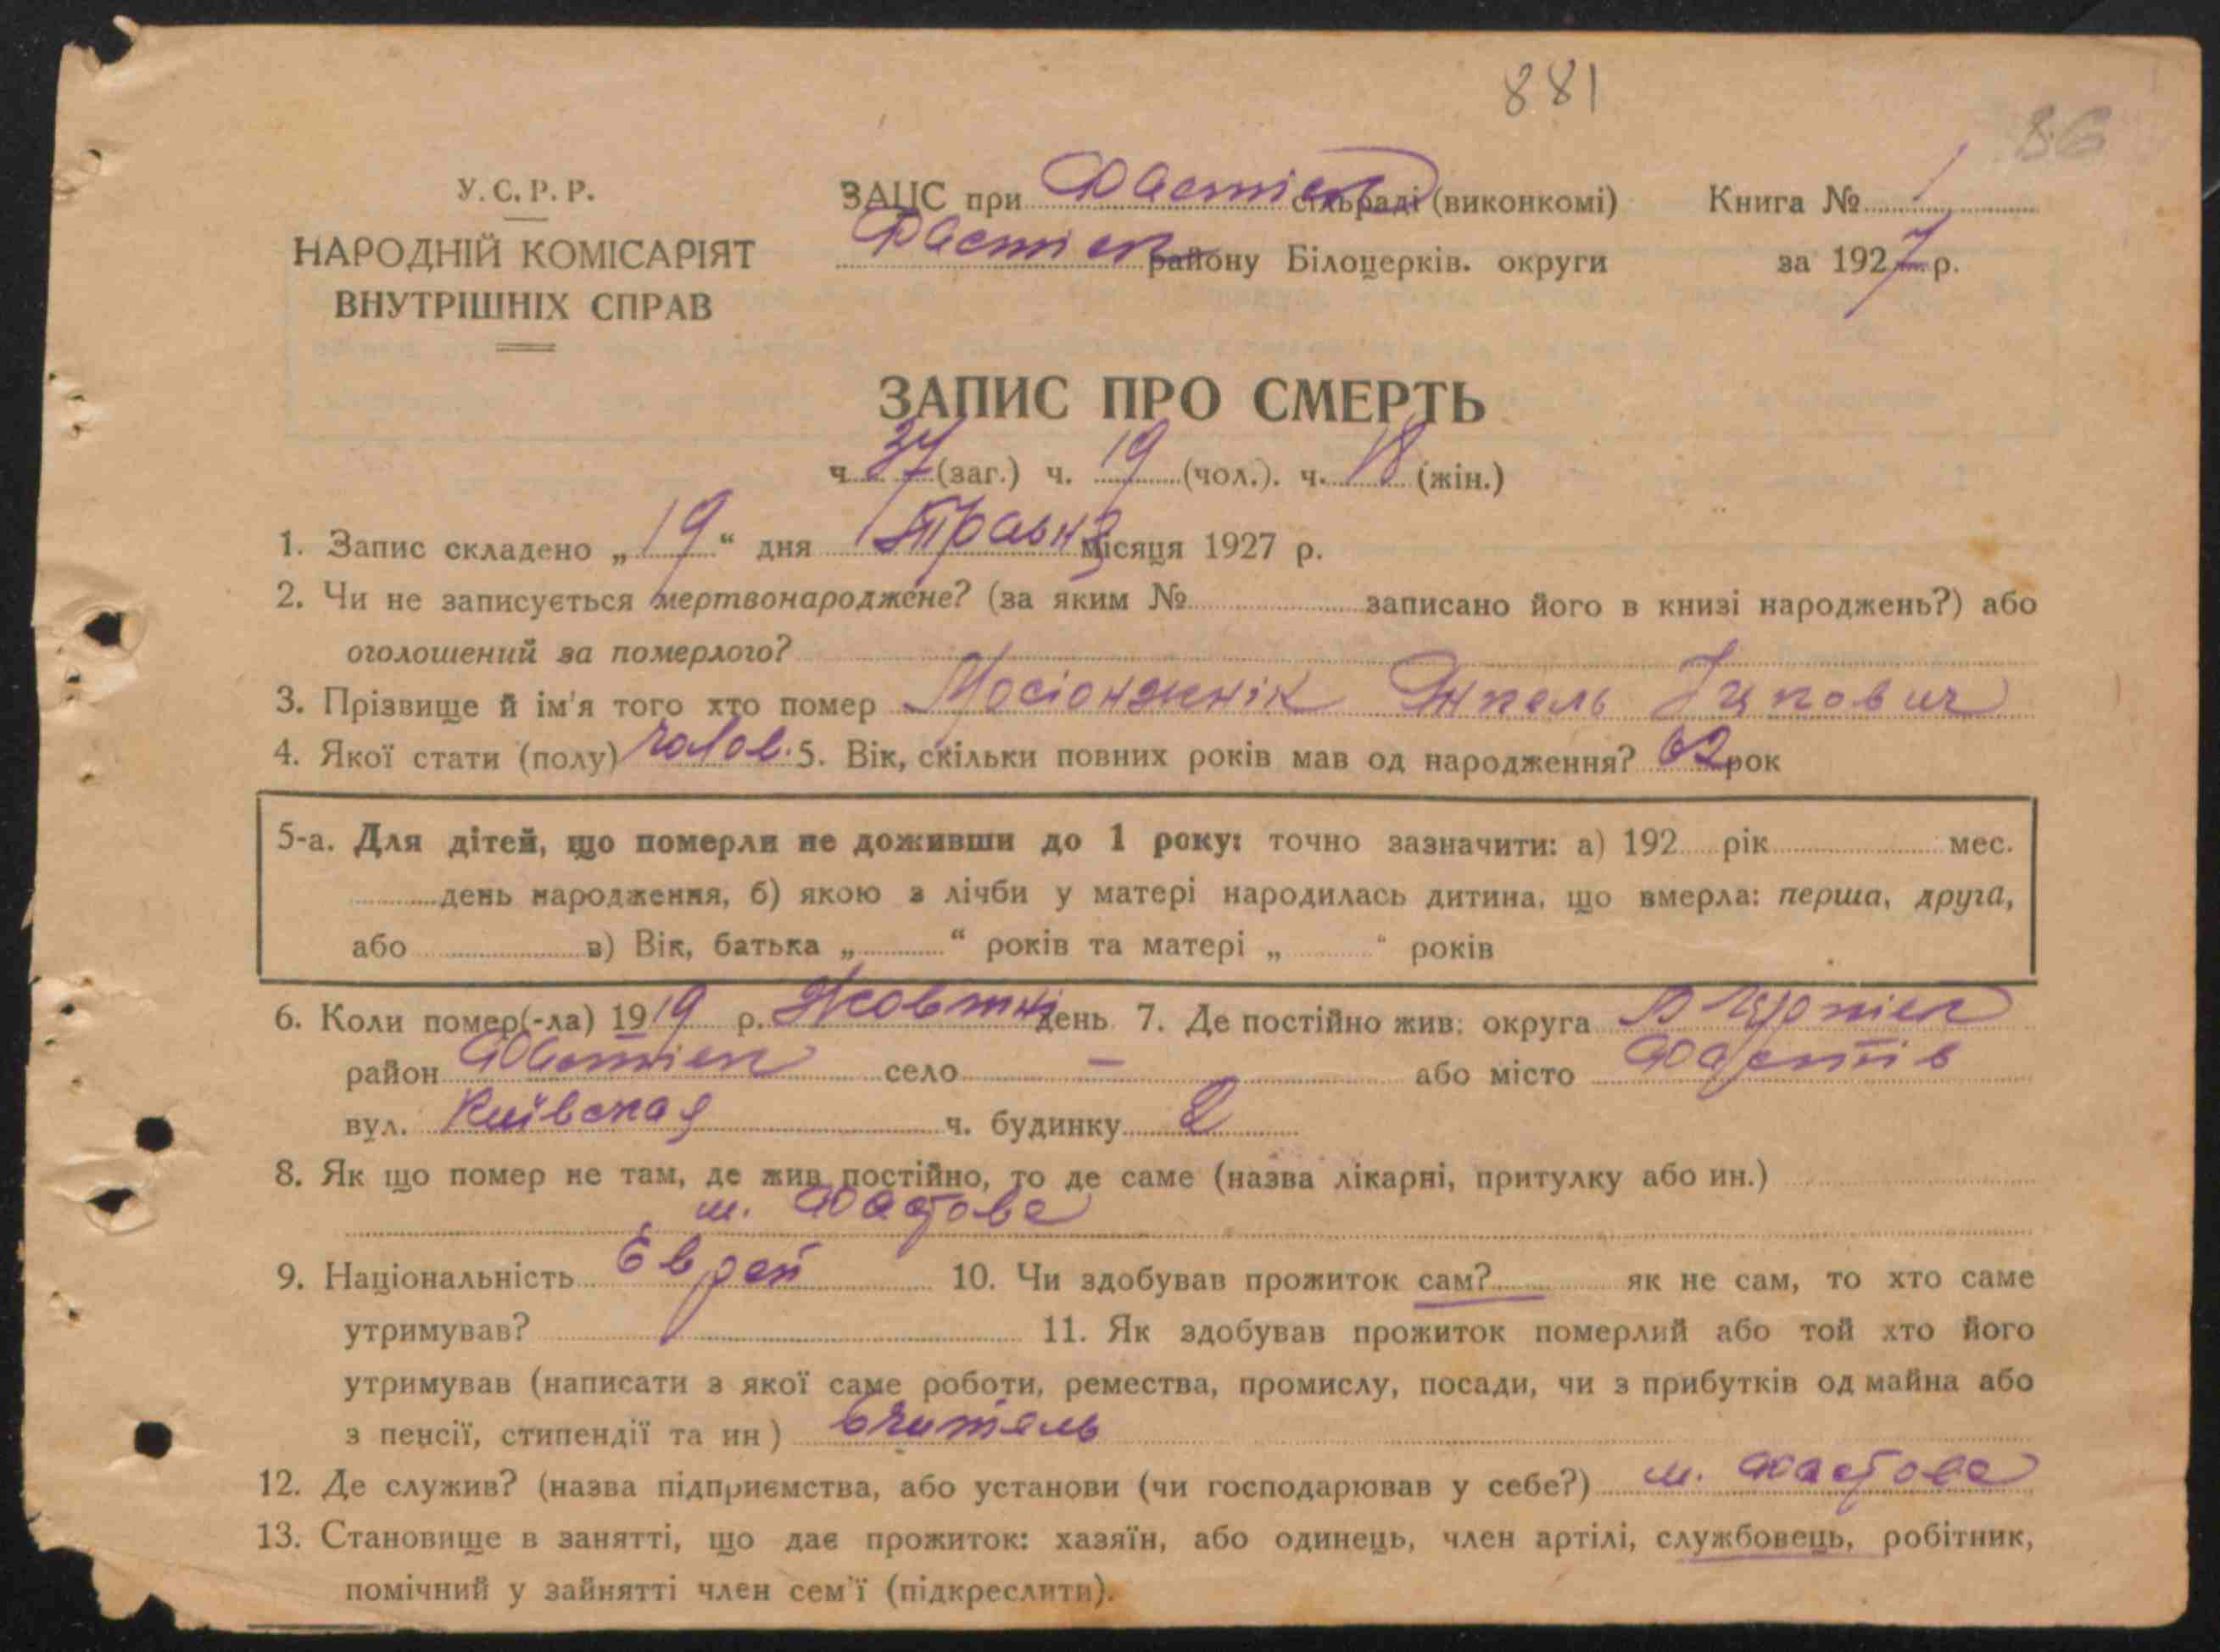 881
86
У.С.Р.Р.
НАРОДНІЙ КОМІСАРІЯТ
ВНУТРІШНІХ СПРАВ
ЗАЦС при Фастівск сільраді (виконкомі)
Фастівск району Білоцерків. округи
Книга № 1
за 1927 р.
ЗАПИС ПРО СМЕРТЬ
ч. 37 (заг.) ч. 19 (чол.). ч. 18 (жін.)
1. Запис складено „19“ дня Травня місяця 1927 р.
2. Чи не записується мертвонароджене? (за яким № записано його в книзі народжень?) або
оголошений за померлого?
3. Прізвище й ім'я того хто помер Мосіонжнік Янкель Іцкович
4. Якої стати (полу) чолов. 5. Вік, скільки повних років мав од народження? 62 рок
5-а. Для дітей, що померли не доживши до 1 року: точно зазначити: а) 192 рік мес.
день народження, б) якою з лічби у матері народилась дитина, що вмерла: перша, друга,
або в) Вік, батька „ “ років та матері „ “ років
6. Коли помер(-ла) 1919 р. Жовтні день 7. Де постійно жив: округа
район село – або місто Фастів
вул. Київская ч. будинку 2
8. Як що помер не там, де жив постійно, то де саме (назва лікарні, притулку або ин.)
м. Фастове
9. Національність Еврей 10. Чи здобував прожиток сам? як не сам, то хто саме
утримував? 11. Як здобував прожиток померлий або той хто його
утримував (написати з якої саме роботи, ремества, промислу, посади, чи з прибутків од майна або
з пенсії, стипендії та ин) вчитель
12. Де служив? (назва підприємства, або установи (чи господарював у себе?) м. Фастове
13. Становище в занятті, що дає прожиток: хазяїн, або одинець, член артілі, службовець, робітник,
помічний у зайнятті член сем'ї (підкреслити).